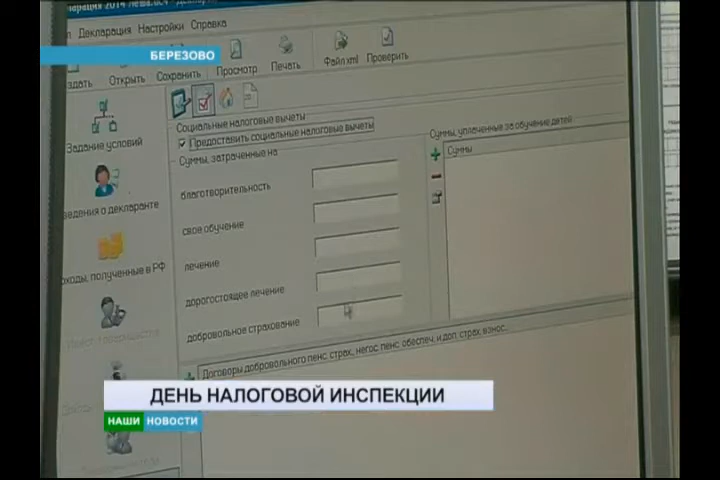 Декларация 2014
Декларация Настройки Справка
БЕРЕЗОВО
Открыть Сохранить Просмотр Печать Файл xml Проверить
Социальные налоговые вычеты
Предоставить социальные налоговые вычеты
Задание условий
Суммы, затраченные на
Суммы, уплаченные за обучение детей
Суммы
благотворительность
свое обучение
лечение
дорогостоящее лечение
добровольное страхование
ведения о декларанте
оходы, полученные в РФ
Договоры добровольного пенс. страх., негос. пенс. обеспеч. и доп. страх. взнос.
ДЕНЬ НАЛОГОВОЙ ИНСПЕКЦИИ
НАШИ НОВОСТИ